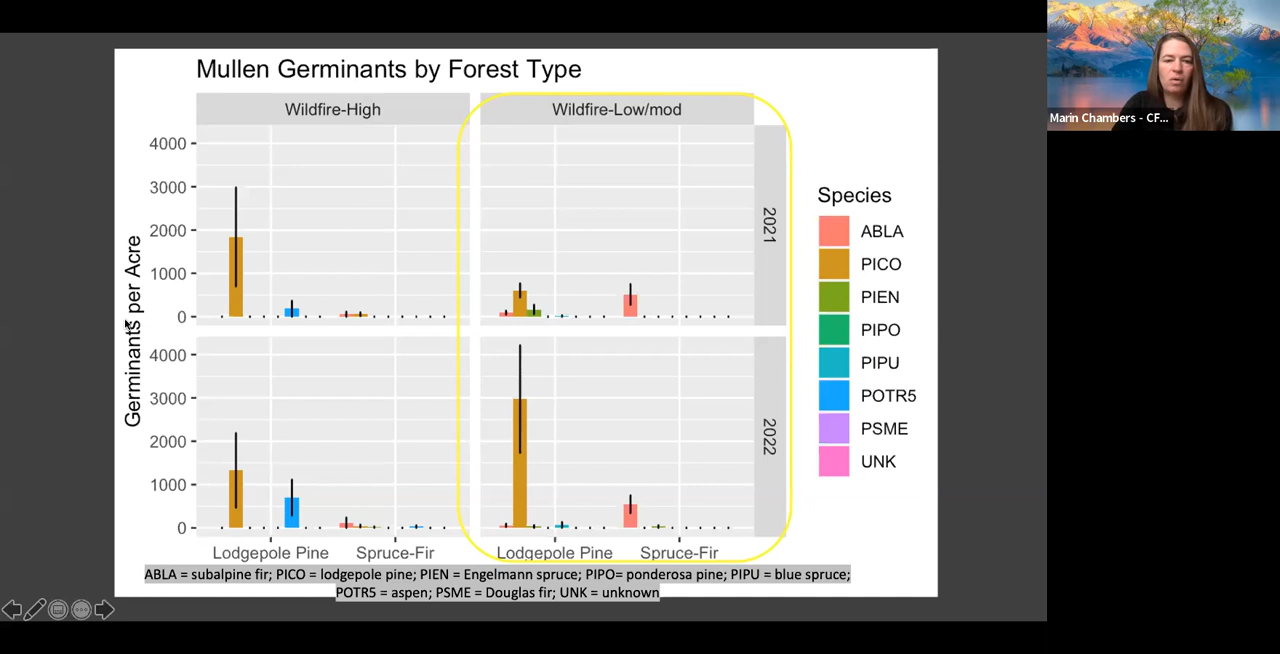 Mullen Germinants by Forest Type
Wildfire-High
Wildfire-Low/mod
Germinants per Acre
4000
3000
2000
1000
0
2021
4000
3000
2000
1000
0
2022
Lodgepole Pine
Spruce-Fir
Lodgepole Pine
Spruce-Fir
Species
ABLA
PICO
PIEN
PIPO
PIPU
POTR5
PSME
UNK
ABLA = subalpine fir; PICO = lodgepole pine; PIEN = Engelmann spruce; PIPO= ponderosa pine; PIPU = blue spruce;
POTR5 = aspen; PSME = Douglas fir; UNK = unknown
Marin Chambers - CF...